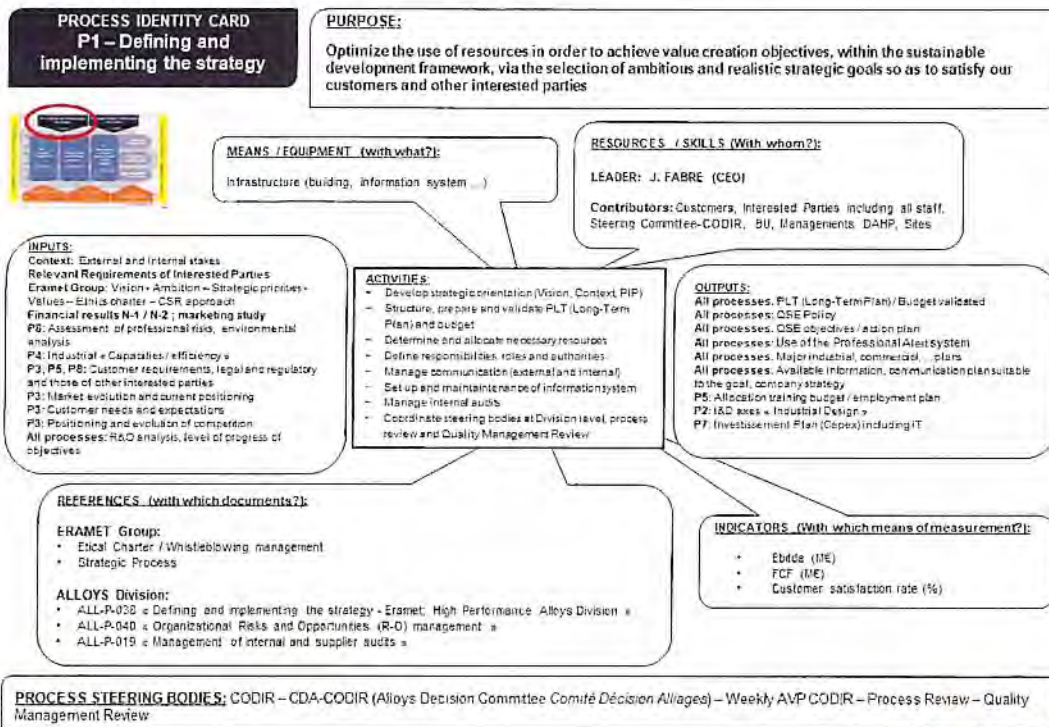 PROCESS IDENTITY CARD
P1 – Defining and
implementing the strategy
PURPOSE:
Optimize the use of resources in order to achieve value creation objectives, within the sustainable
development framework, via the selection of ambitious and realistic strategic goals so as to satisfy our
customers and other interested parties
MEANS / EQUIPMENT (with what?):
Infrastructure (building, information system ...)
RESOURCES / SKILLS (With whom?):
LEADER: J. FABRE (CEO)
Contributors: Customers, Interested Parties including all staff,
Steering Committee-CODIR, BU, Managements DAHP, Sites
INPUTS:
Context: External and internal stakes
Relevant Requirements of Interested Parties
Eramet Group: Vision - Ambition – Strategic priorities -
Values – Ethics charter – CSR approach
Financial results N-1 / N-2 ; marketing study
P6: Assessment of professional risks, environmental
analysis
P4: Industrial « Capacities / efficiency »
P3, P5, P8: Customer requirements, legal and regulatory
and those of other interested parties
P3: Market evolution and current positioning
P3: Customer needs and expectations
P3: Positioning and evolution of competition
All processes: R&O analysis, level of progress of
objectives
ACTIVITIES:
– Develop strategic orientation (Vision, Context, PIP)
– Structure, prepare and validate PLT (Long-Term
Plan) and budget
– Determine and allocate necessary resources
– Define responsibilities, roles and authorities
– Manage communication (external and internal)
– Set up and maintenance of information system
– Manage internal audits
– Coordinate steering bodies at Division level, process
review and Quality Management Review
OUTPUTS:
All processes: PLT (Long-Term Plan) / Budget validated
All processes: QSE Policy
All processes: QSE objectives / action plan
All processes: Use of the Professional Alert system
All processes: Major industrial, commercial, ... plans
All processes: Available information, communication plan suitable
to the goal, company strategy
P5: Allocation training budget / employment plan
P2: I&D axes « Industrial Design »
P7: Investissement Plan (Capex) including IT
REFERENCES (with which documents?):
ERAMET Group:
• Etical Charter / Whistleblowing management
• Strategic Process
ALLOYS Division:
• ALL-P-038 « Defining and implementing the strategy - Eramet, High Performance Alloys Division »
• ALL-P-040 « Organizational Risks and Opportunities (R-O) management »
• ALL-P-019 « Management of internal and supplier audits »
INDICATORS (With which means of measurement?):
• Ebitda (M€)
• FCF (M€)
• Customer satisfaction rate (%)
PROCESS STEERING BODIES: CODIR – CDA-CODIR (Alloys Decision Committee Comité Décision Alliages) – Weekly AVP CODIR – Process Review – Quality
Management Review